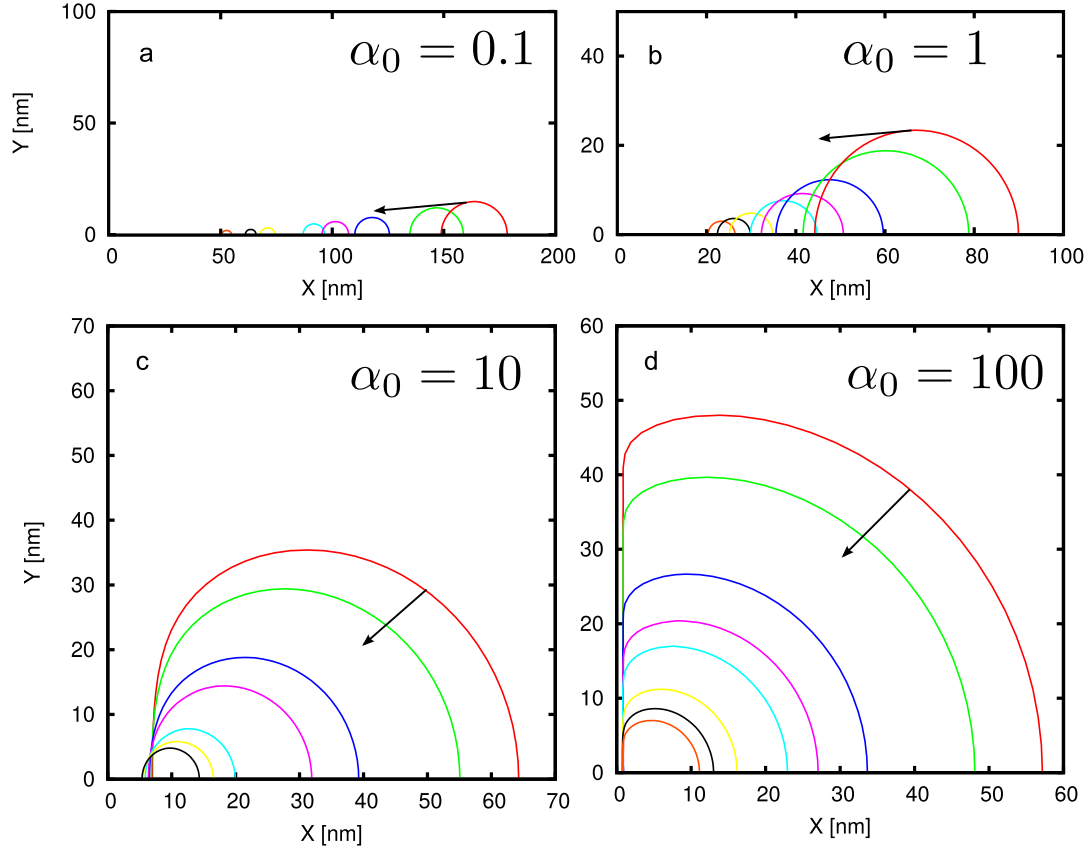 a
α₀ = 0.1
100
50
0
Y [nm]
0 50 100 150 200
X [nm]
b
α₀ = 1
40
20
0
0 20 40 60 80 100
X [nm]
c
α₀ = 10
70
60
50
40
30
20
10
0
Y [nm]
0 10 20 30 40 50 60 70
X [nm]
d
α₀ = 100
60
50
40
30
20
10
0
0 10 20 30 40 50 60
X [nm]